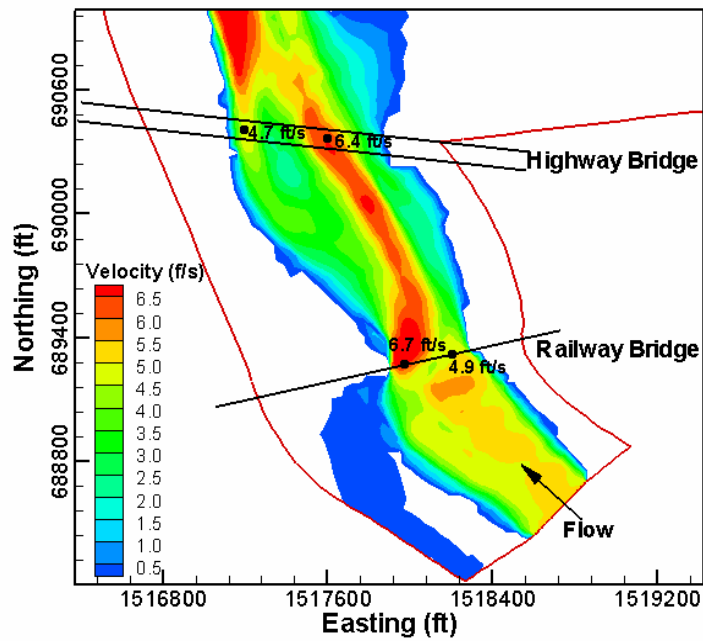 690600
4.7 ft/s
6.4 ft/s
Highway Bridge
690000
Northing (ft)
Velocity (f/s)
6.5
6.0
5.5
5.0
4.5
4.0
3.5
3.0
2.5
2.0
1.5
1.0
0.5
689400
6.7 ft/s
Railway Bridge
4.9 ft/s
688800
Flow
1516800 1517600 1518400 1519200
Easting (ft)